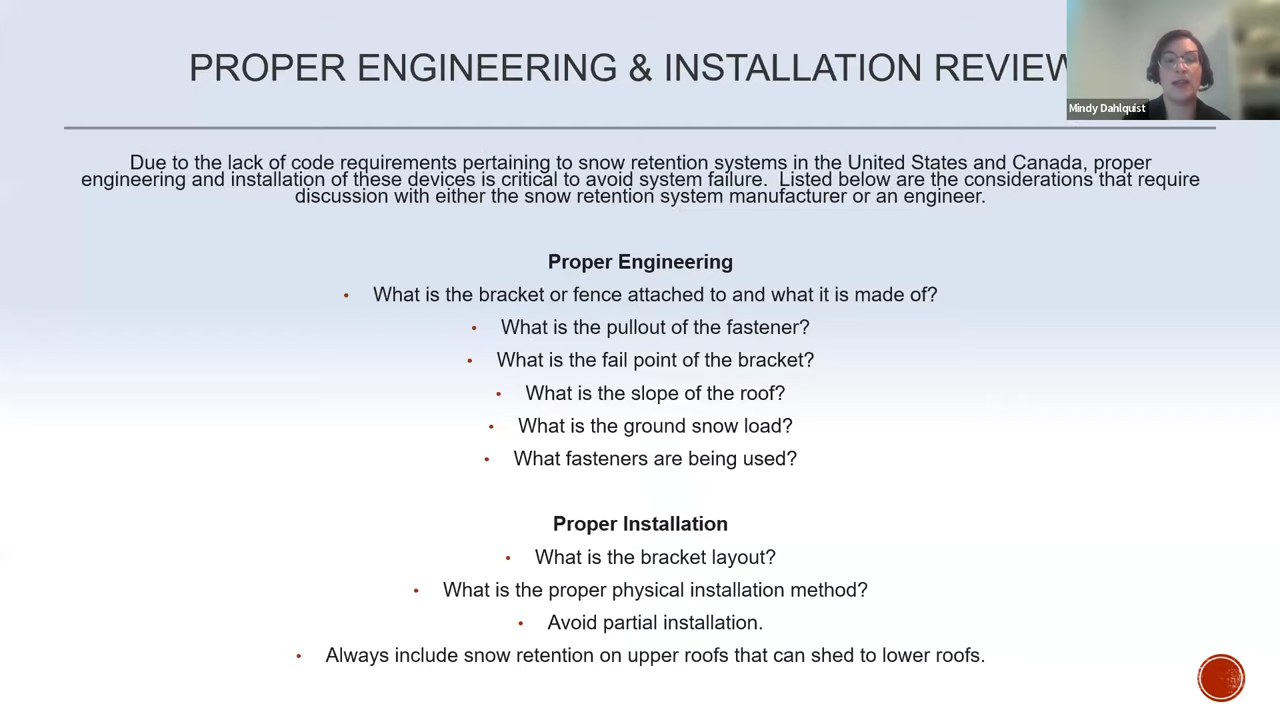 PROPER ENGINEERING & INSTALLATION REVIEW
Mindy Dahlquist
Due to the lack of code requirements pertaining to snow retention systems in the United States and Canada, proper
engineering and installation of these devices is critical to avoid system failure. Listed below are the considerations that require
discussion with either the snow retention system manufacturer or an engineer.
Proper Engineering
• What is the bracket or fence attached to and what it is made of?
• What is the pullout of the fastener?
• What is the fail point of the bracket?
• What is the slope of the roof?
• What is the ground snow load?
• What fasteners are being used?
Proper Installation
• What is the bracket layout?
• What is the proper physical installation method?
• Avoid partial installation.
• Always include snow retention on upper roofs that can shed to lower roofs.